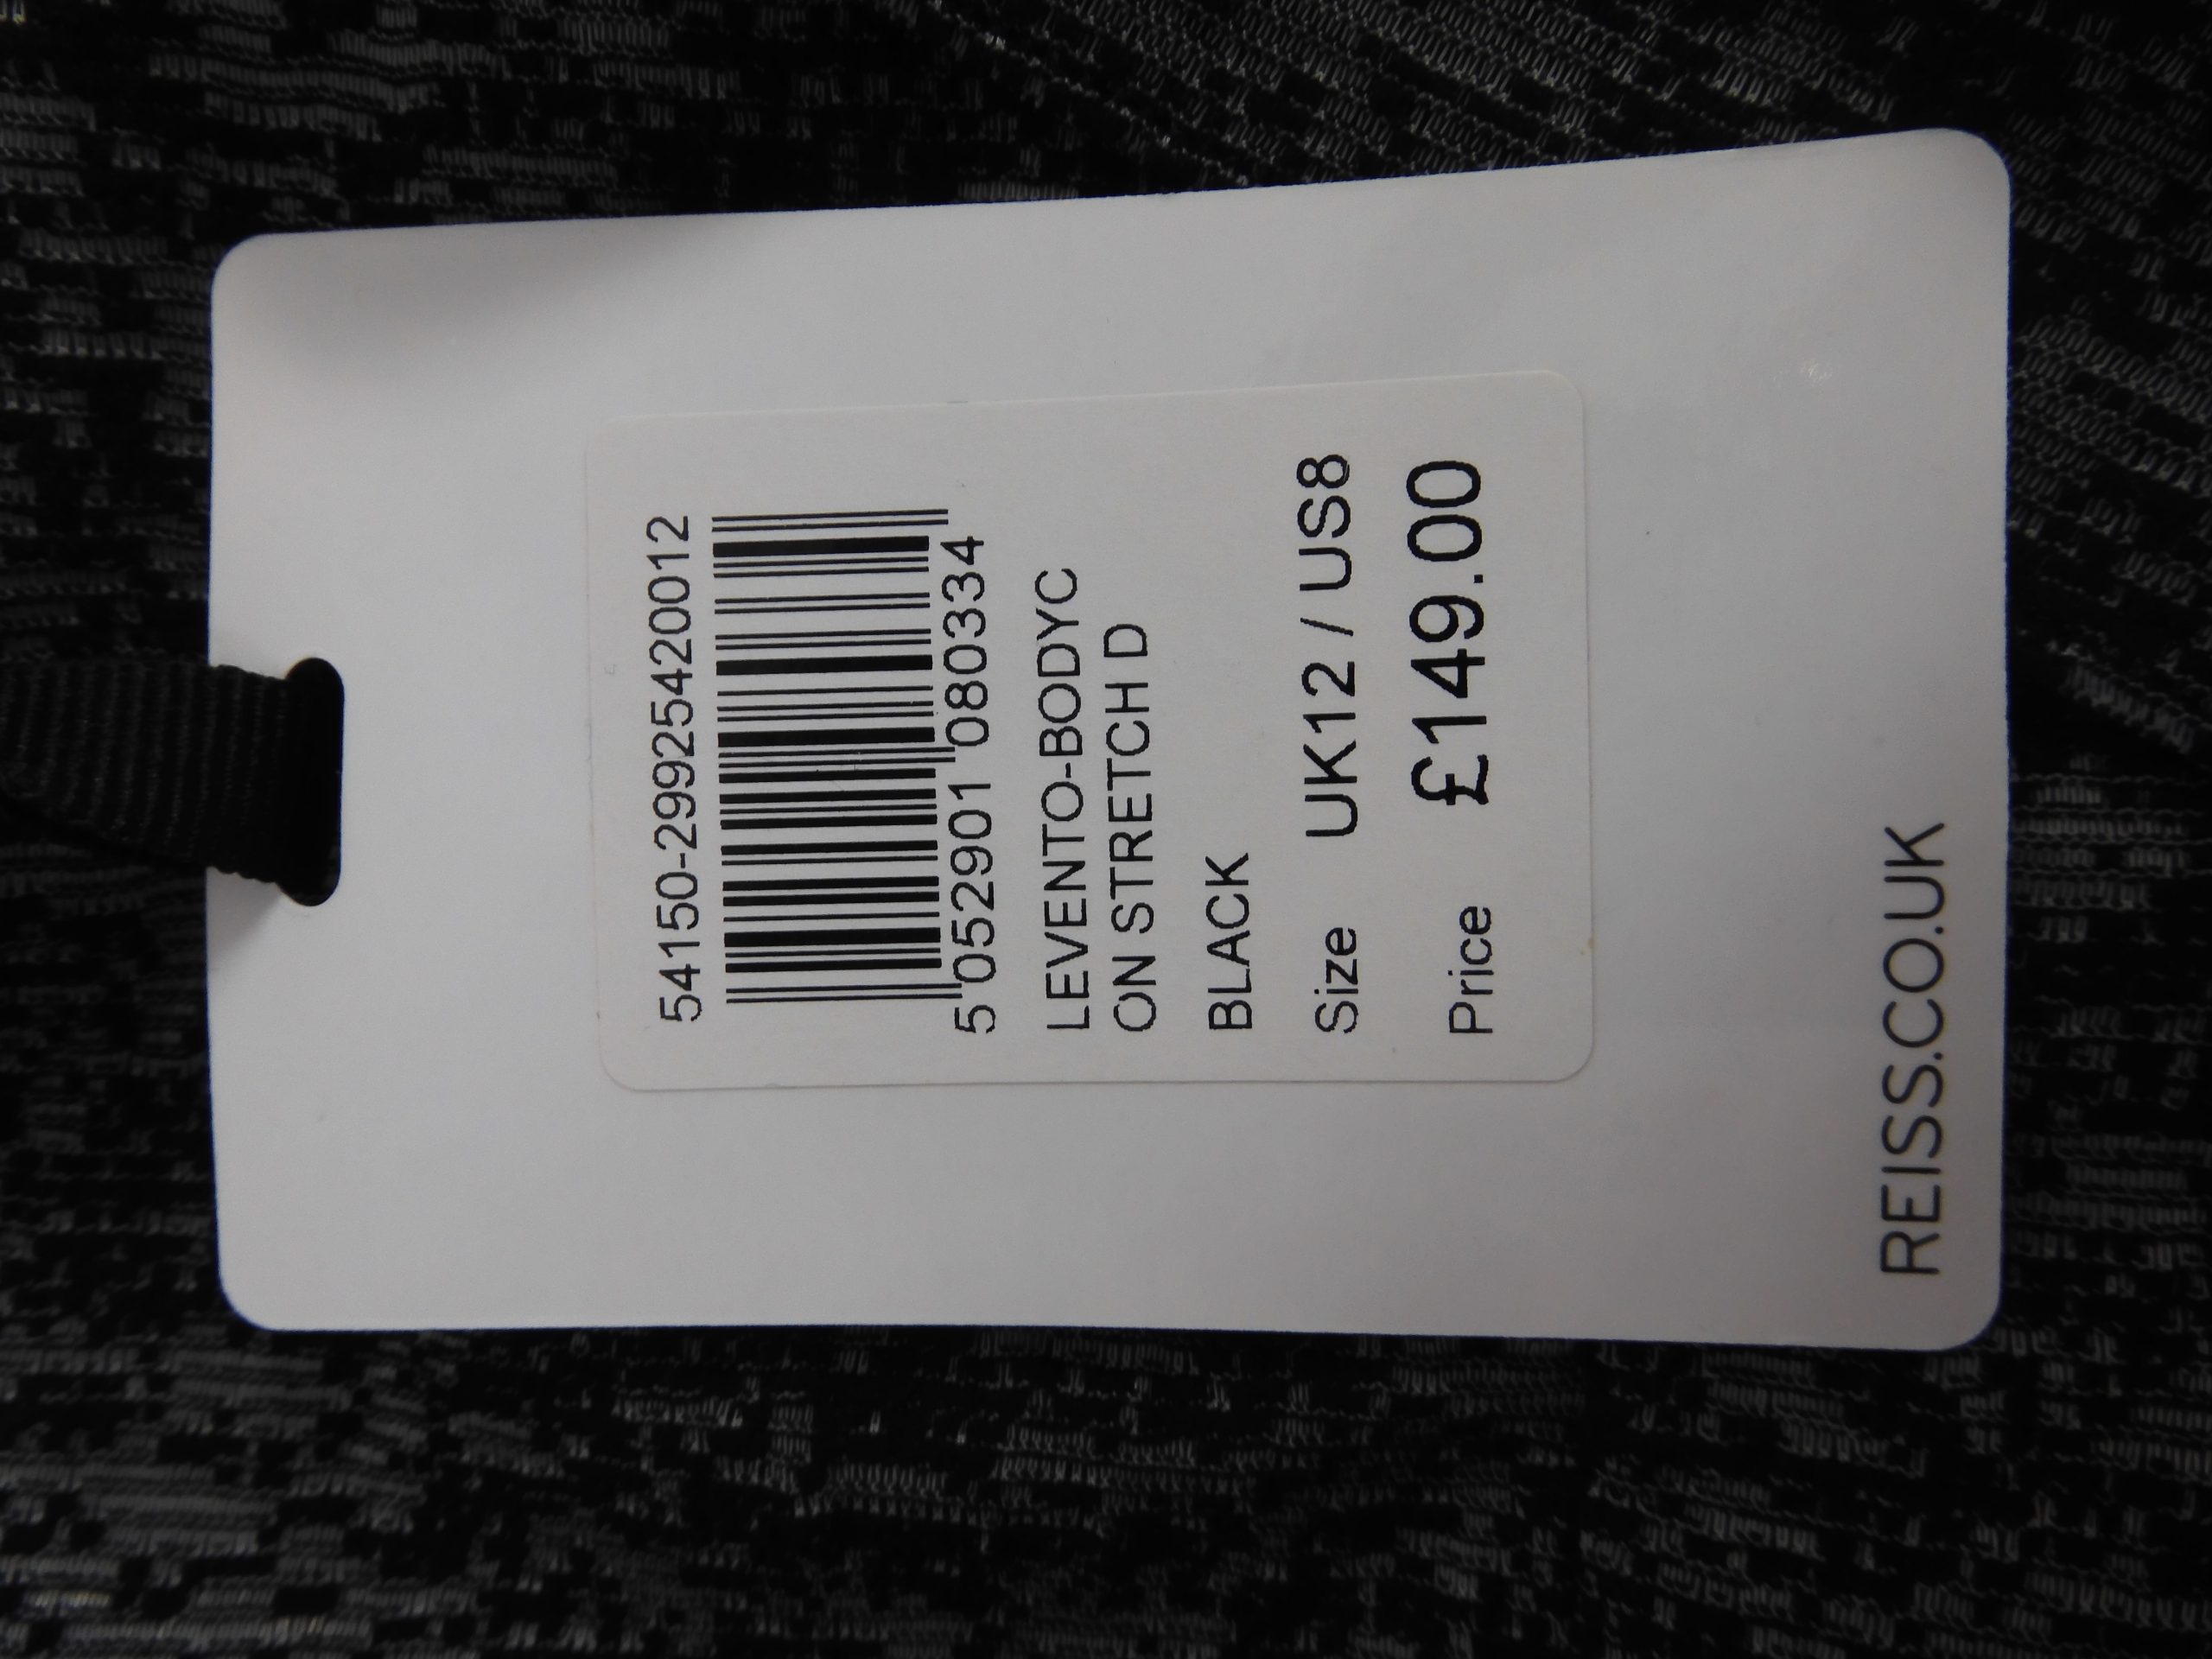 54150-29925420012
5 052901 080334
LEVENTO-BODYC
ON STRETCH D
BLACK
Size UK12 / US8
Price £149.00
REISS.CO.UK